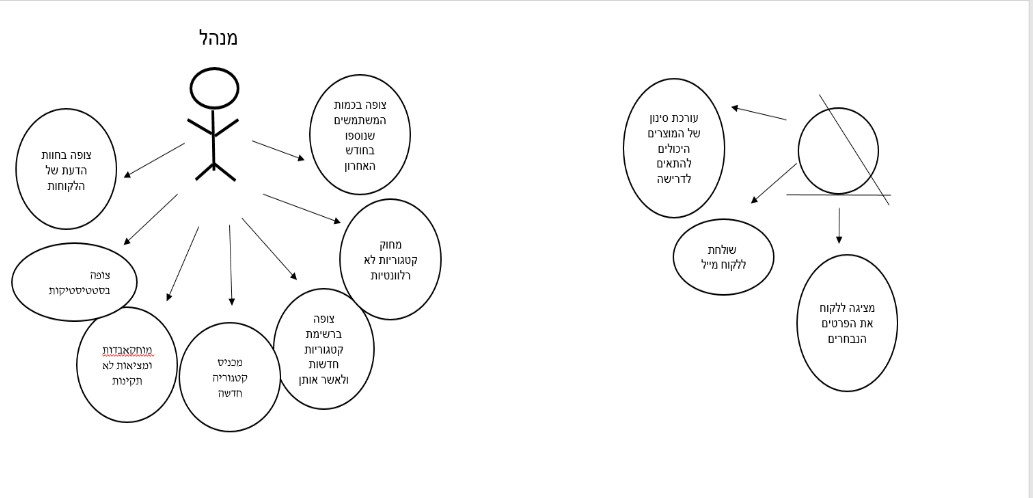 מנהל
צופה בכמות
המשתמשים
שנוספו
בחודש
האחרון
מחוק
קטגוריות לא
רלוונטיות
צופה
ברשימת
קטגוריות
חדשות
ולאשר אותן
מכניס
קטגוריה
חדשה
מוחקאבדות
ומציאות לא
תקינות
צופה
בסטטיסטיקות
צופה בחוות
הדעת של
הלקוחות
עורכת סינון
של המוצרים
היכולים
להתאים
לדרישה
שולחת
ללקוח מייל
מציגה ללקוח
את הפרטים
הנבחרים